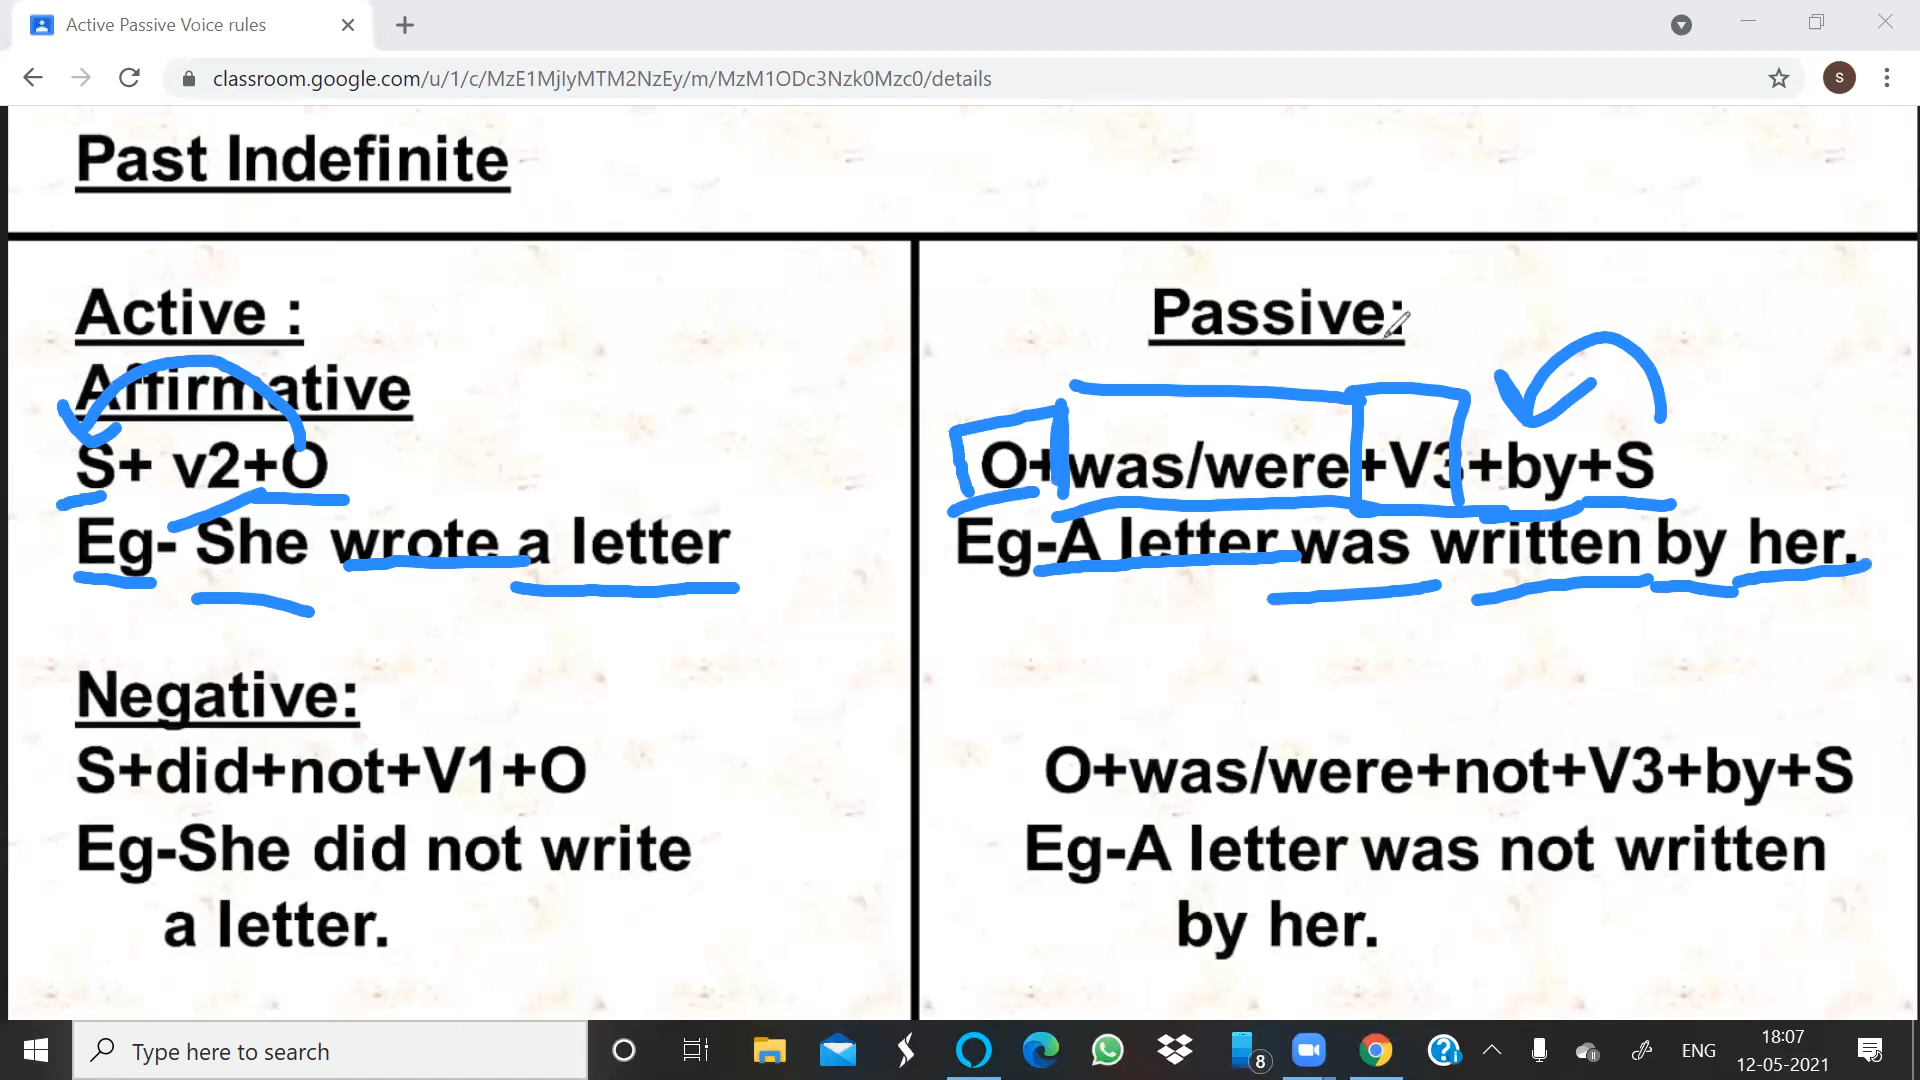 Active Passive Voice rules
classroom.google.com/u/1/c/MzE1MjIyMTM2NzEy/m/MzM1ODc3Nzk0Mzc0/details
S
Past Indefinite
Active :
Affirmative
S+ v2+O
Eg- She wrote a letter
Negative:
S+did+not+V1+O
Eg-She did not write
a letter.
Passive:
O+was/were+V3+by+S
Eg-A letter was written by her.
O+was/were+not+V3+by+S
Eg-A letter was not written
by her.
Type here to search
8
ENG
18:07
12-05-2021